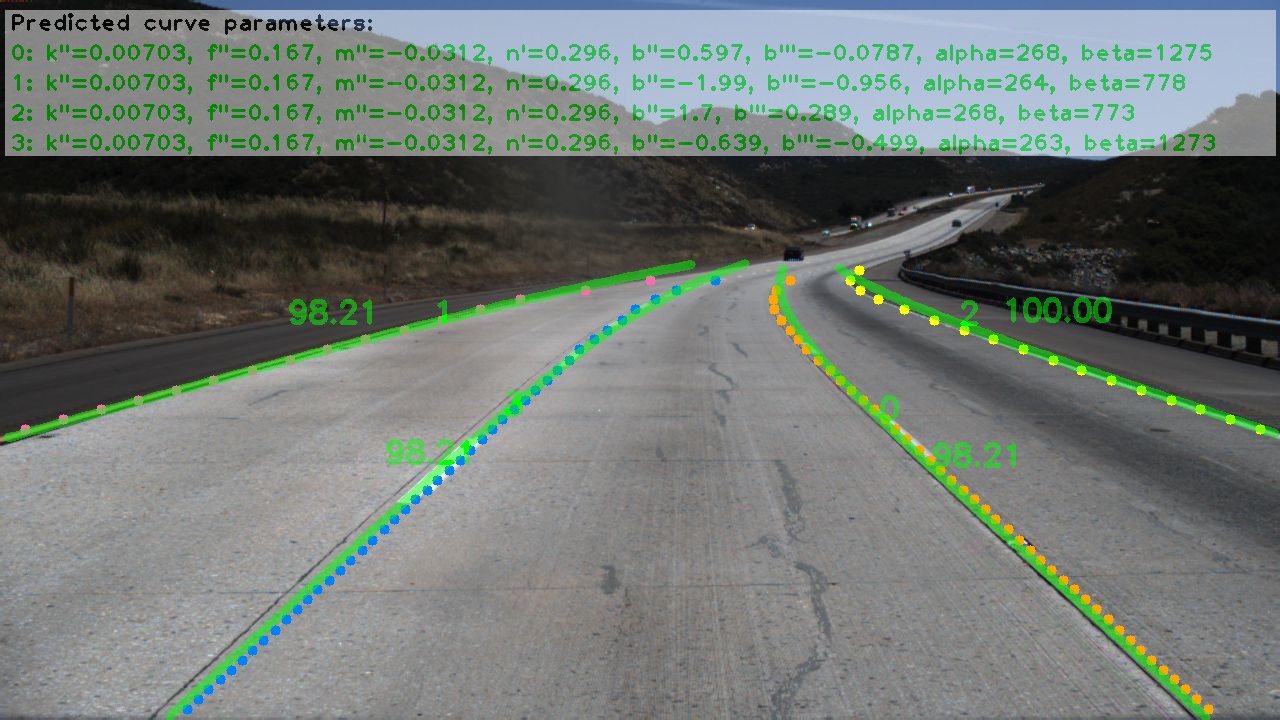 Predicted curve parameters:
0: k''=0.00703, f''=0.167, m''=-0.0312, n'=0.296, b''=0.597, b'''=-0.0787, alpha=268, beta=1275
1: k''=0.00703, f''=0.167, m''=-0.0312, n'=0.296, b''=-1.99, b'''=-0.956, alpha=264, beta=778
2: k''=0.00703, f''=0.167, m''=-0.0312, n'=0.296, b''=1.7, b'''=0.289, alpha=268, beta=773
3: k''=0.00703, f''=0.167, m''=-0.0312, n'=0.296, b''=-0.639, b'''=-0.499, alpha=263, beta=1273
98.21 1 2 100.00
0
98.21 98.21